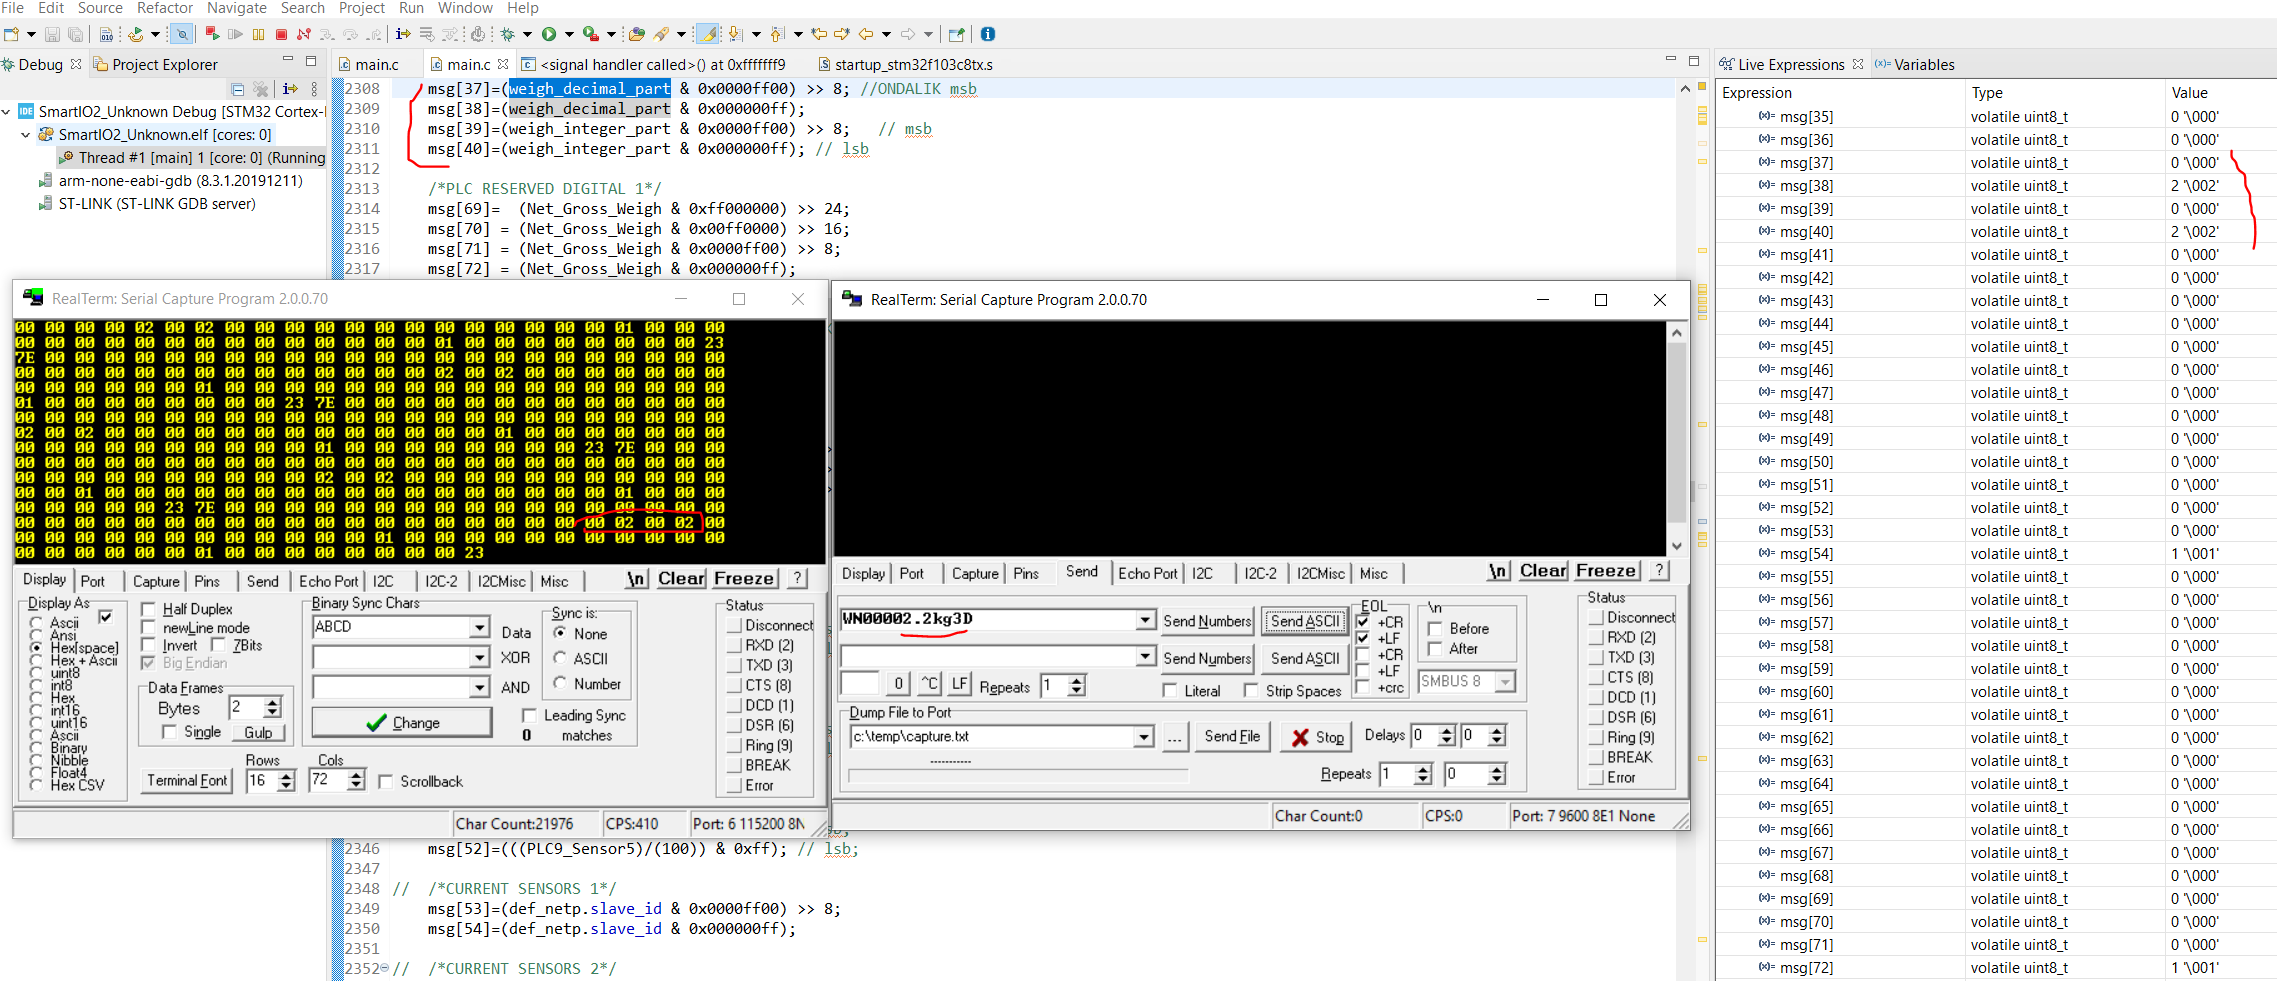 File Edit Source Refactor Navigate Search Project Run Window Help
Debug Project Explorer
SmartIO2_Unknown Debug [STM32 Cortex-
SmartIO2_Unknown.elf [cores: 0]
Thread #1 [main] 1 [core: 0] (Running
arm-none-eabi-gdb (8.3.1.20191211)
ST-LINK (ST-LINK GDB server)
main.c main.c <signal handler called>() at 0xfffffff9 startup_stm32f103c8tx.s
2308 msg[37]=(weigh_decimal_part & 0x0000ff00) >> 8; //ONDALIK msb
2309 msg[38]=(weigh_decimal_part & 0x000000ff);
2310 msg[39]=(weigh_integer_part & 0x0000ff00) >> 8; // msb
2311 msg[40]=(weigh_integer_part & 0x000000ff); // lsb
2312
2313 /*PLC RESERVED DIGITAL 1*/
2314 msg[69]= (Net_Gross_Weigh & 0xff000000) >> 24;
2315 msg[70] = (Net_Gross_Weigh & 0x00ff0000) >> 16;
2316 msg[71] = (Net_Gross_Weigh & 0x0000ff00) >> 8;
2317 msg[72] = (Net_Gross_Weigh & 0x000000ff);
RealTerm: Serial Capture Program 2.0.0.70
00 00 00 00 02 00 02 00 00 00 00 00 00 00 00 00 00 00 00 00 01 00 00 00
00 00 00 00 00 00 00 00 00 00 00 00 00 00 01 00 00 00 00 00 00 00 00 23
7E 00 00 00 00 00 00 00 00 00 00 00 00 00 00 00 00 00 00 00 00 00 00 00
00 00 00 00 00 00 00 00 00 00 00 00 00 00 02 00 02 00 00 00 00 00 00 00
00 00 00 00 00 00 01 00 00 00 00 00 00 00 00 00 00 00 00 00 00 00 00 00
01 00 00 00 00 00 00 00 00 23 7E 00 00 00 00 00 00 00 00 00 00 00 00 00
00 00 00 00 00 00 00 00 00 00 00 00 00 00 00 00 00 00 00 00 00 00 00 00
02 00 02 00 00 00 00 00 00 00 00 00 00 00 00 00 01 00 00 00 00 00 00 00
00 00 00 00 00 00 00 00 00 00 01 00 00 00 00 00 00 00 00 23 7E 00 00 00
00 00 00 00 00 00 00 00 00 00 00 00 00 00 00 00 00 00 00 00 00 00 00 00
00 00 00 00 00 00 00 00 00 00 02 00 02 00 00 00 00 00 00 00 00 00 00 00
00 00 01 00 00 00 00 00 00 00 00 00 00 00 00 00 00 00 00 00 01 00 00 00
00 00 00 00 00 23 7E 00 00 00 00 00 00 00 00 00 00 00 00 00 00 00 00 00
00 00 00 00 00 00 00 00 00 00 00 00 00 00 00 00 00 00 00 00 02 00 02 00
00 00 00 00 00 00 00 00 00 00 00 00 01 00 00 00 00 00 00 00 00 00 00 00
00 00 00 00 00 00 01 00 00 00 00 00 00 00 00 23
Display Port Capture Pins Send Echo Port I2C I2C-2 I2CMisc Misc \n Clear Freeze ?
Display As
Ascii
Ansi
Hex[space]
Hex + Ascii
uint8
int8
Hex
int16
uint16
Ascii
Binary
Nibble
Float4
Hex CSV
Half Duplex
newLine mode
Invert 7Bits
Big Endian
Data Frames
Bytes 2
Single Gulp
Rows Cols
Terminal Font 16 72 Scrollback
Binary Sync Chars
ABCD Data
XOR
AND
Change
Sync is:
None
ASCII
Number
Leading Sync
0 matches
Status
Disconnect
RXD (2)
TXD (3)
CTS (8)
DCD (1)
DSR (6)
Ring (9)
BREAK
Error
Char Count:21976 CPS:410 Port: 6 115200 8N
RealTerm: Serial Capture Program 2.0.0.70
Display Port Capture Pins Send Echo Port I2C I2C-2 I2CMisc Misc \n Clear Freeze ?
WN00002.2kg3D Send Numbers Send ASCII
Send Numbers Send ASCII
0 ^C LF Repeats 1 Literal Strip Spaces
EOL
+CR
+LF
+CR
+LF
+crc
\n
Before
After
SMBUS 8
Dump File to Port
c:\temp\capture.txt ... Send File Stop Delays 0 0
-----------
Repeats 1 0
Status
Disconnect
RXD (2)
TXD (3)
CTS (8)
DCD (1)
DSR (6)
Ring (9)
BREAK
Error
Char Count:0 CPS:0 Port: 7 9600 8E1 None
2346 msg[52]=(((PLC9_Sensor5)/(100)) & 0xff); // lsb;
2347
2348 // /*CURRENT SENSORS 1*/
2349 msg[53]=(def_netp.slave_id & 0x0000ff00) >> 8;
2350 msg[54]=(def_netp.slave_id & 0x000000ff);
2351
2352 // /*CURRENT SENSORS 2*/
Live Expressions Variables
Expression Type Value
msg[35] volatile uint8_t 0 '\000'
msg[36] volatile uint8_t 0 '\000'
msg[37] volatile uint8_t 0 '\000'
msg[38] volatile uint8_t 2 '\002'
msg[39] volatile uint8_t 0 '\000'
msg[40] volatile uint8_t 2 '\002'
msg[41] volatile uint8_t 0 '\000'
msg[42] volatile uint8_t 0 '\000'
msg[43] volatile uint8_t 0 '\000'
msg[44] volatile uint8_t 0 '\000'
msg[45] volatile uint8_t 0 '\000'
msg[46] volatile uint8_t 0 '\000'
msg[47] volatile uint8_t 0 '\000'
msg[48] volatile uint8_t 0 '\000'
msg[49] volatile uint8_t 0 '\000'
msg[50] volatile uint8_t 0 '\000'
msg[51] volatile uint8_t 0 '\000'
msg[52] volatile uint8_t 0 '\000'
msg[53] volatile uint8_t 0 '\000'
msg[54] volatile uint8_t 1 '\001'
msg[55] volatile uint8_t 0 '\000'
msg[56] volatile uint8_t 0 '\000'
msg[57] volatile uint8_t 0 '\000'
msg[58] volatile uint8_t 0 '\000'
msg[59] volatile uint8_t 0 '\000'
msg[60] volatile uint8_t 0 '\000'
msg[61] volatile uint8_t 0 '\000'
msg[62] volatile uint8_t 0 '\000'
msg[63] volatile uint8_t 0 '\000'
msg[64] volatile uint8_t 0 '\000'
msg[65] volatile uint8_t 0 '\000'
msg[66] volatile uint8_t 0 '\000'
msg[67] volatile uint8_t 0 '\000'
msg[68] volatile uint8_t 0 '\000'
msg[69] volatile uint8_t 0 '\000'
msg[70] volatile uint8_t 0 '\000'
msg[71] volatile uint8_t 0 '\000'
msg[72] volatile uint8_t 1 '\001'